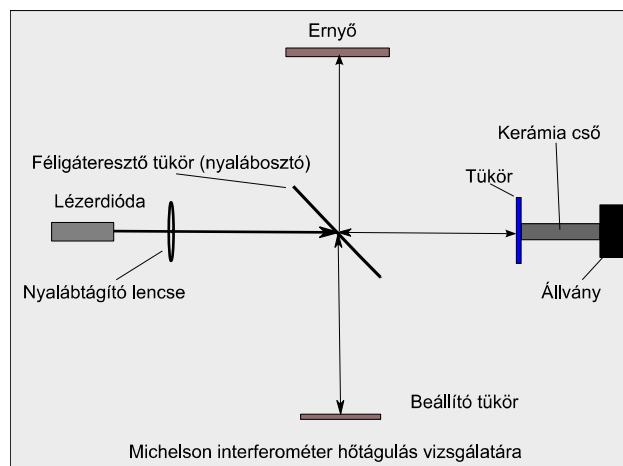 Ernyő
Kerámia cső
Féligáteresztő tükör (nyalábosztó)
Tükör
Lézerdióda
Nyalábtágító lencse
Állvány
Beállító tükör
Michelson interferométer hőtágulás vizsgálatára